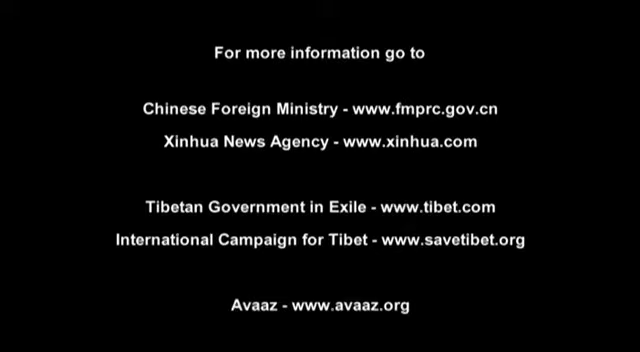 For more information go to
Chinese Foreign Ministry - www.fmprc.gov.cn
Xinhua News Agency - www.xinhua.com
Tibetan Government in Exile - www.tibet.com
International Campaign for Tibet - www.savetibet.org
Avaaz - www.avaaz.org